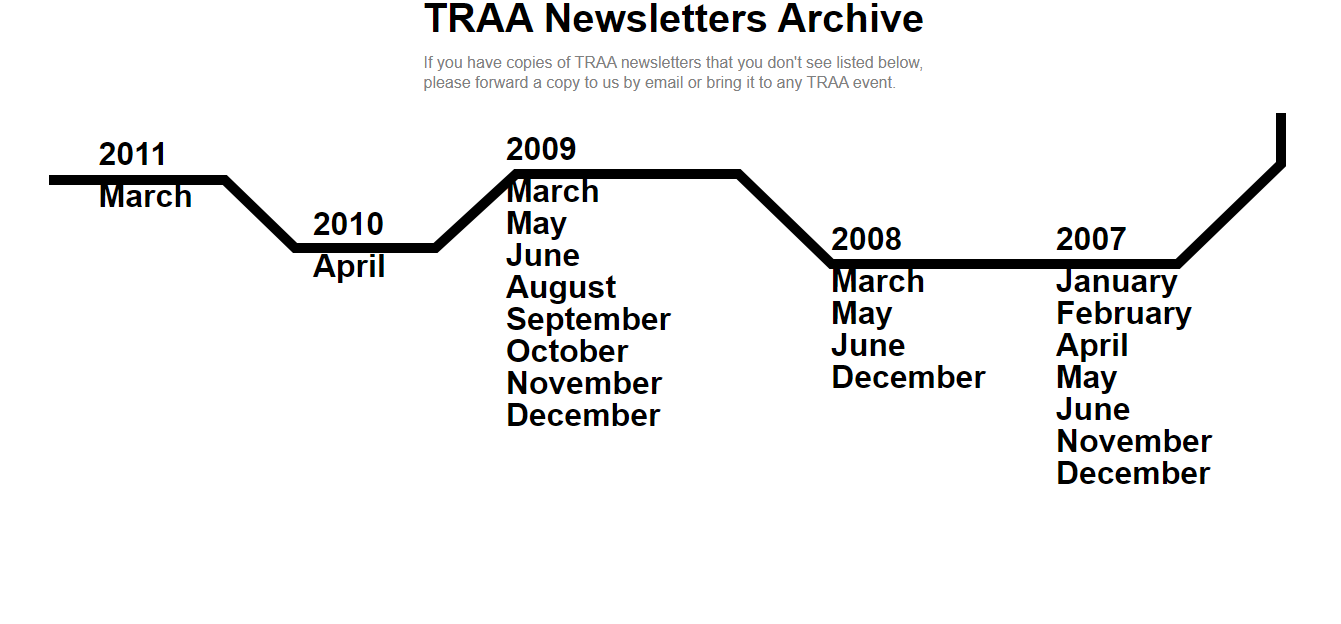 TRAA Newsletters Archive
If you have copies of TRAA newsletters that you don't see listed below,
please forward a copy to us by email or bring it to any TRAA event.
2011
March
2010
April
2009
March
May
June
August
September
October
November
December
2008
March
May
June
December
2007
January
February
April
May
June
November
December